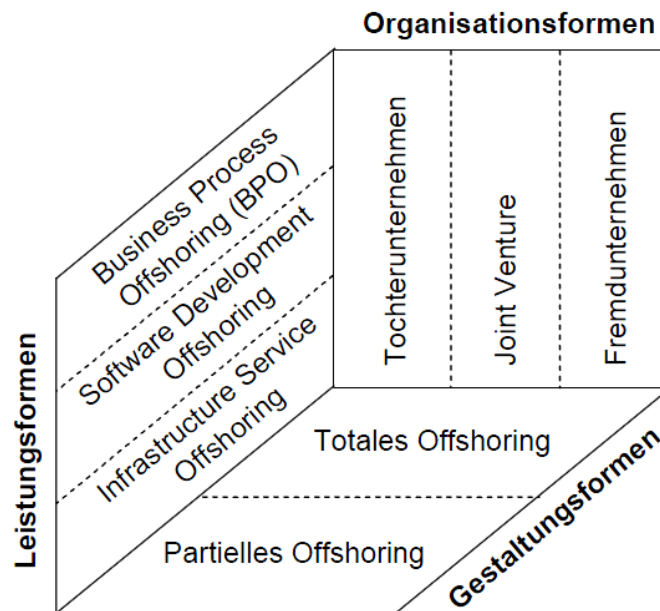 Organisationsformen
Business Process
Offshoring (BPO)
Software Development
Offshoring
Infrastructure Service
Offshoring
Tochterunternehmen
Joint Venture
Fremdunternehmen
Leistungsformen
Totales Offshoring
Partielles Offshoring
Gestaltungsformen